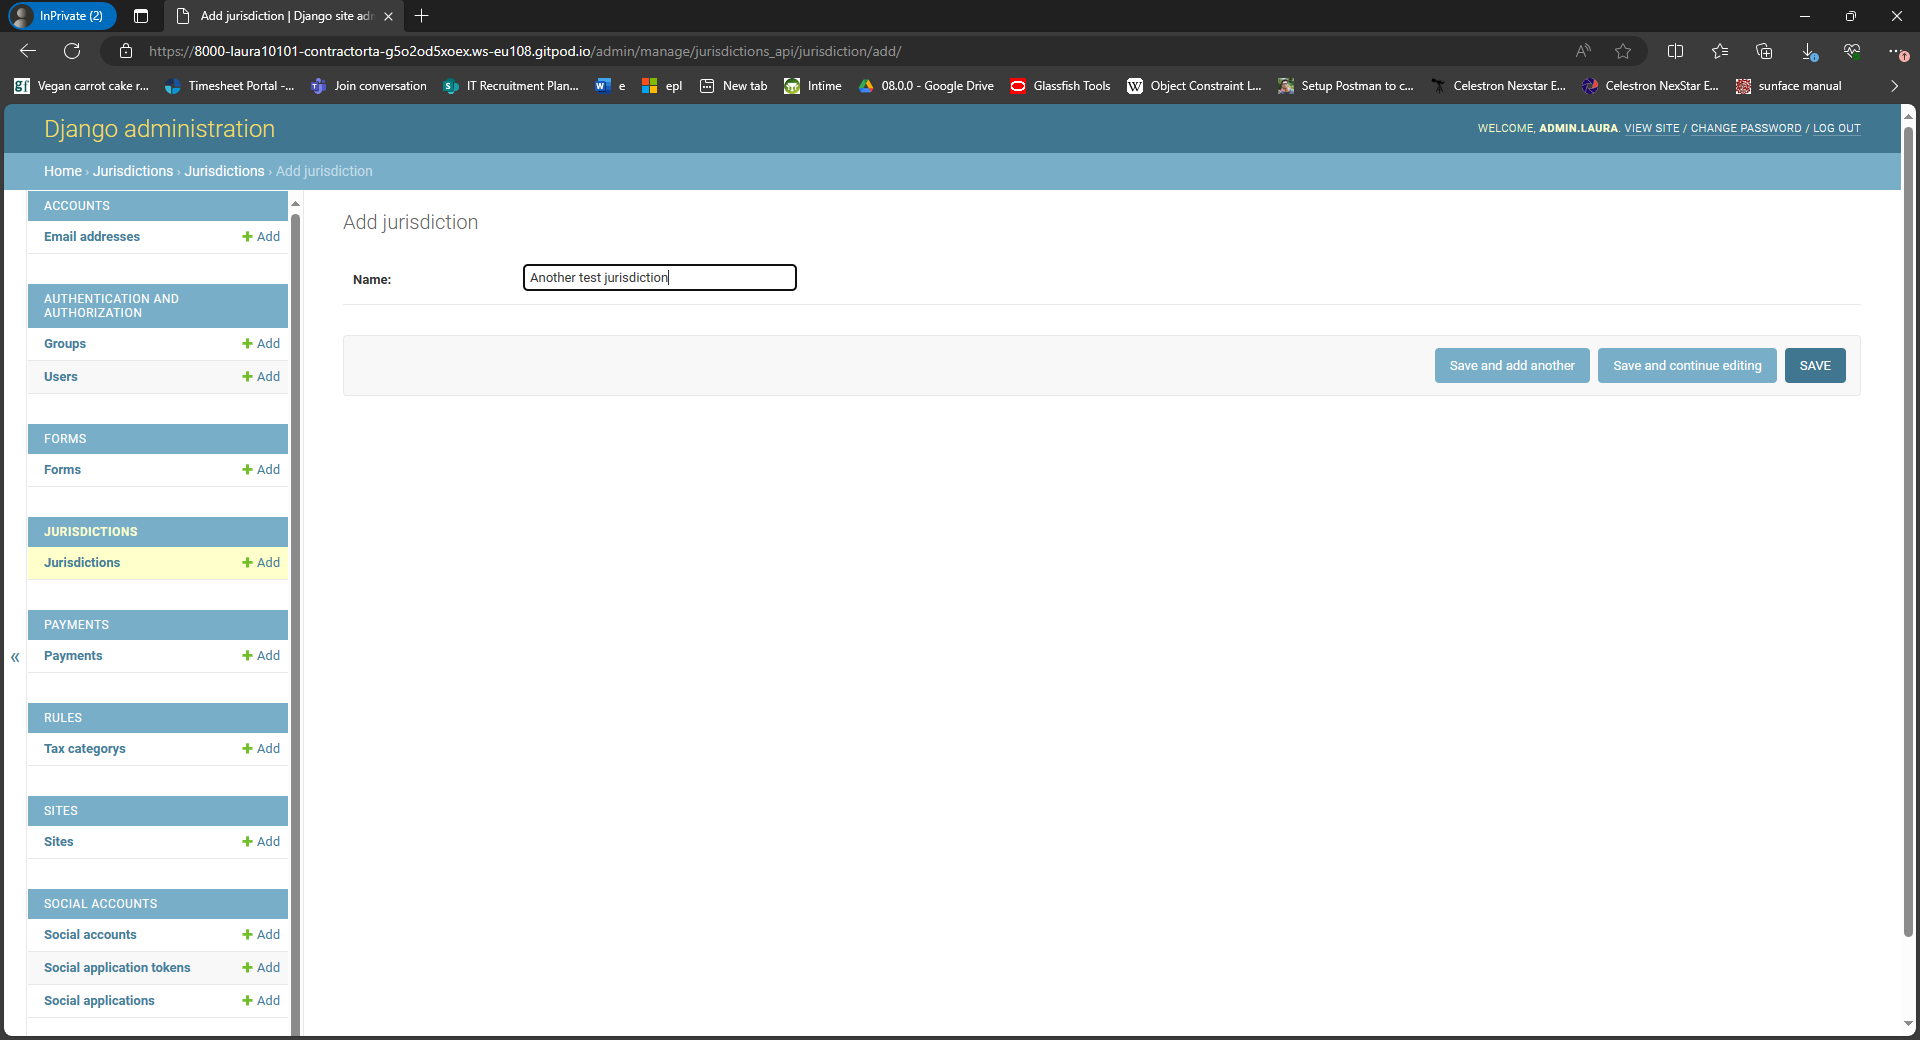 InPrivate (2)
Add jurisdiction | Django site adm
https://8000-laura10101-contractorta-g5o2od5xoex.ws-eu108.gitpod.io/admin/manage/jurisdictions_api/jurisdiction/add/
Vegan carrot cake r... Timesheet Portal -... Join conversation IT Recruitment Plan... e epl New tab Intime 08.0.0 - Google Drive Glassfish Tools Object Constraint L... Setup Postman to c... Celestron Nexstar E... Celestron NexStar E... sunface manual
Django administration
WELCOME, ADMIN.LAURA. VIEW SITE / CHANGE PASSWORD / LOG OUT
Home › Jurisdictions › Jurisdictions › Add jurisdiction
ACCOUNTS
Email addresses + Add
AUTHENTICATION AND
AUTHORIZATION
Groups + Add
Users + Add
FORMS
Forms + Add
JURISDICTIONS
Jurisdictions + Add
PAYMENTS
Payments + Add
RULES
Tax categorys + Add
SITES
Sites + Add
SOCIAL ACCOUNTS
Social accounts + Add
Social application tokens + Add
Social applications + Add
«
Add jurisdiction
Name: Another test jurisdiction
Save and add another Save and continue editing SAVE